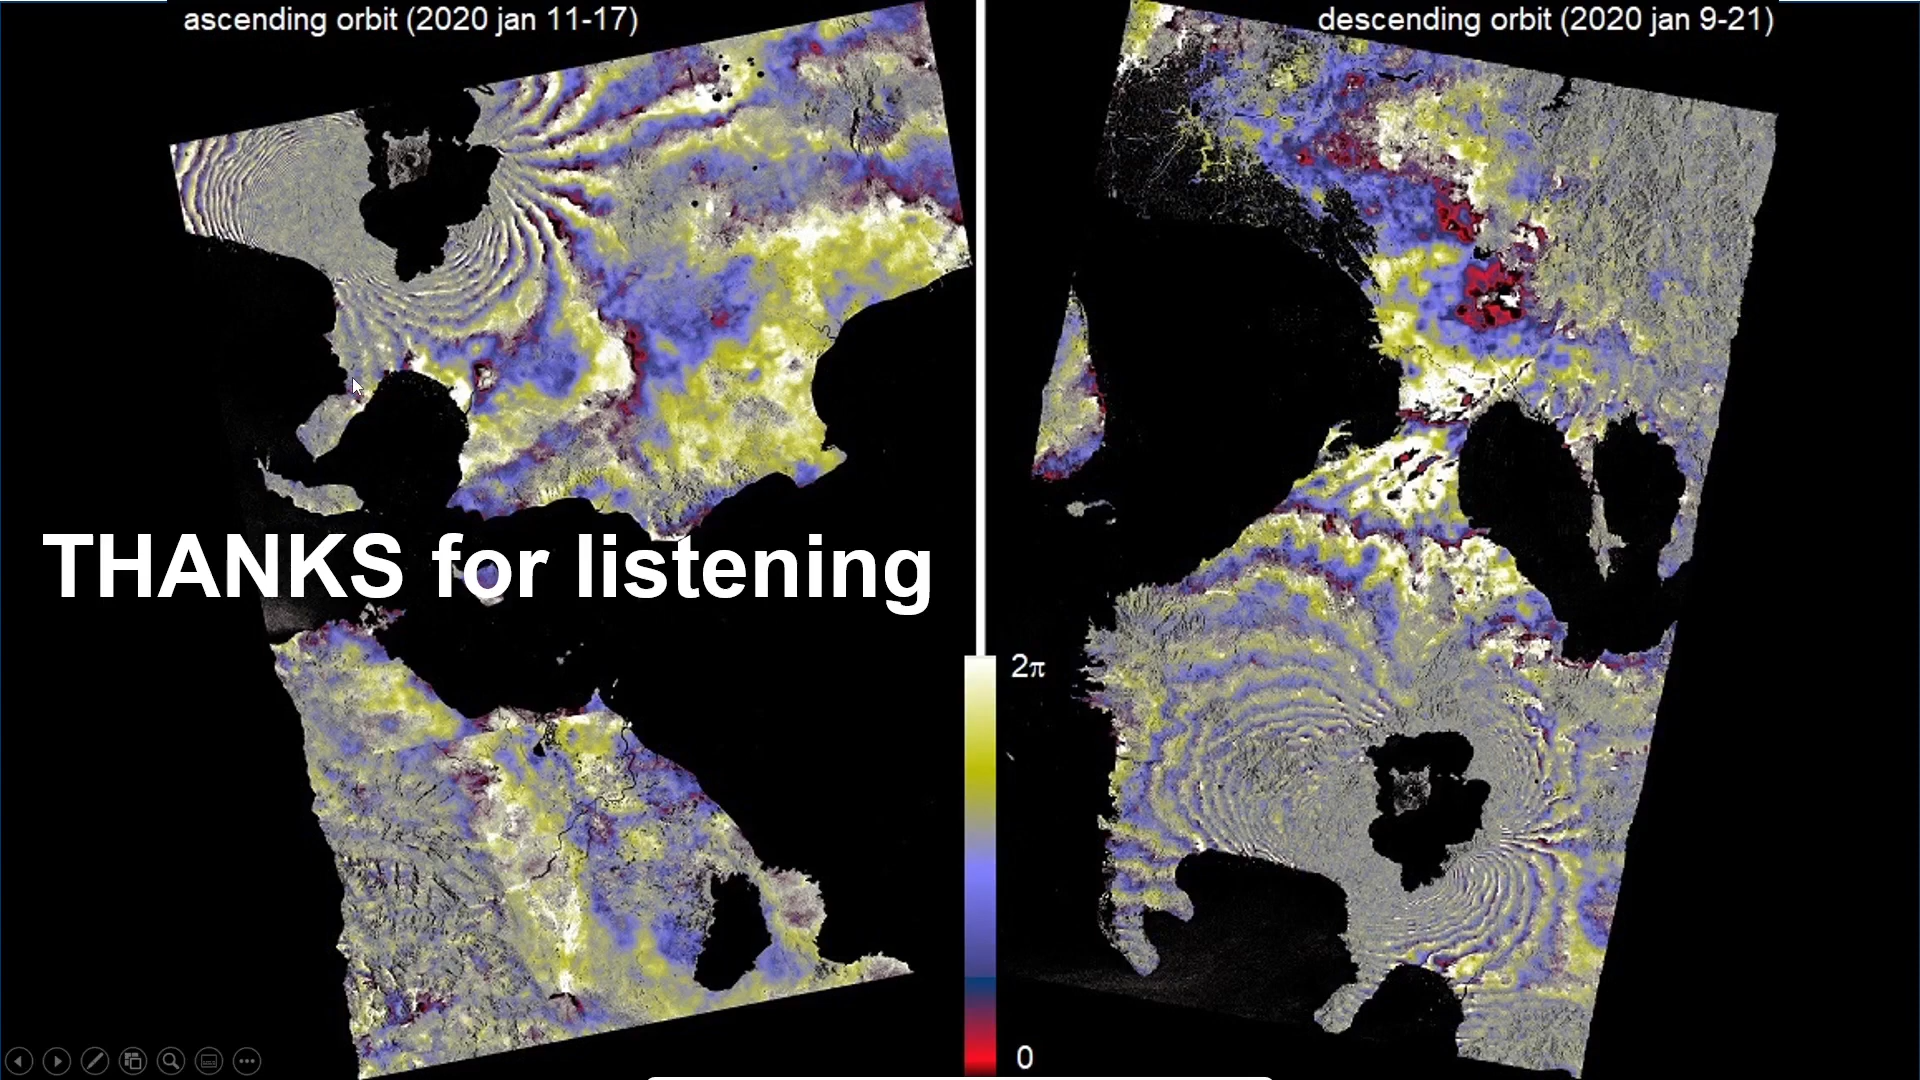 ascending orbit (2020 jan 11-17)
descending orbit (2020 jan 9-21)
THANKS for listening
2π
0